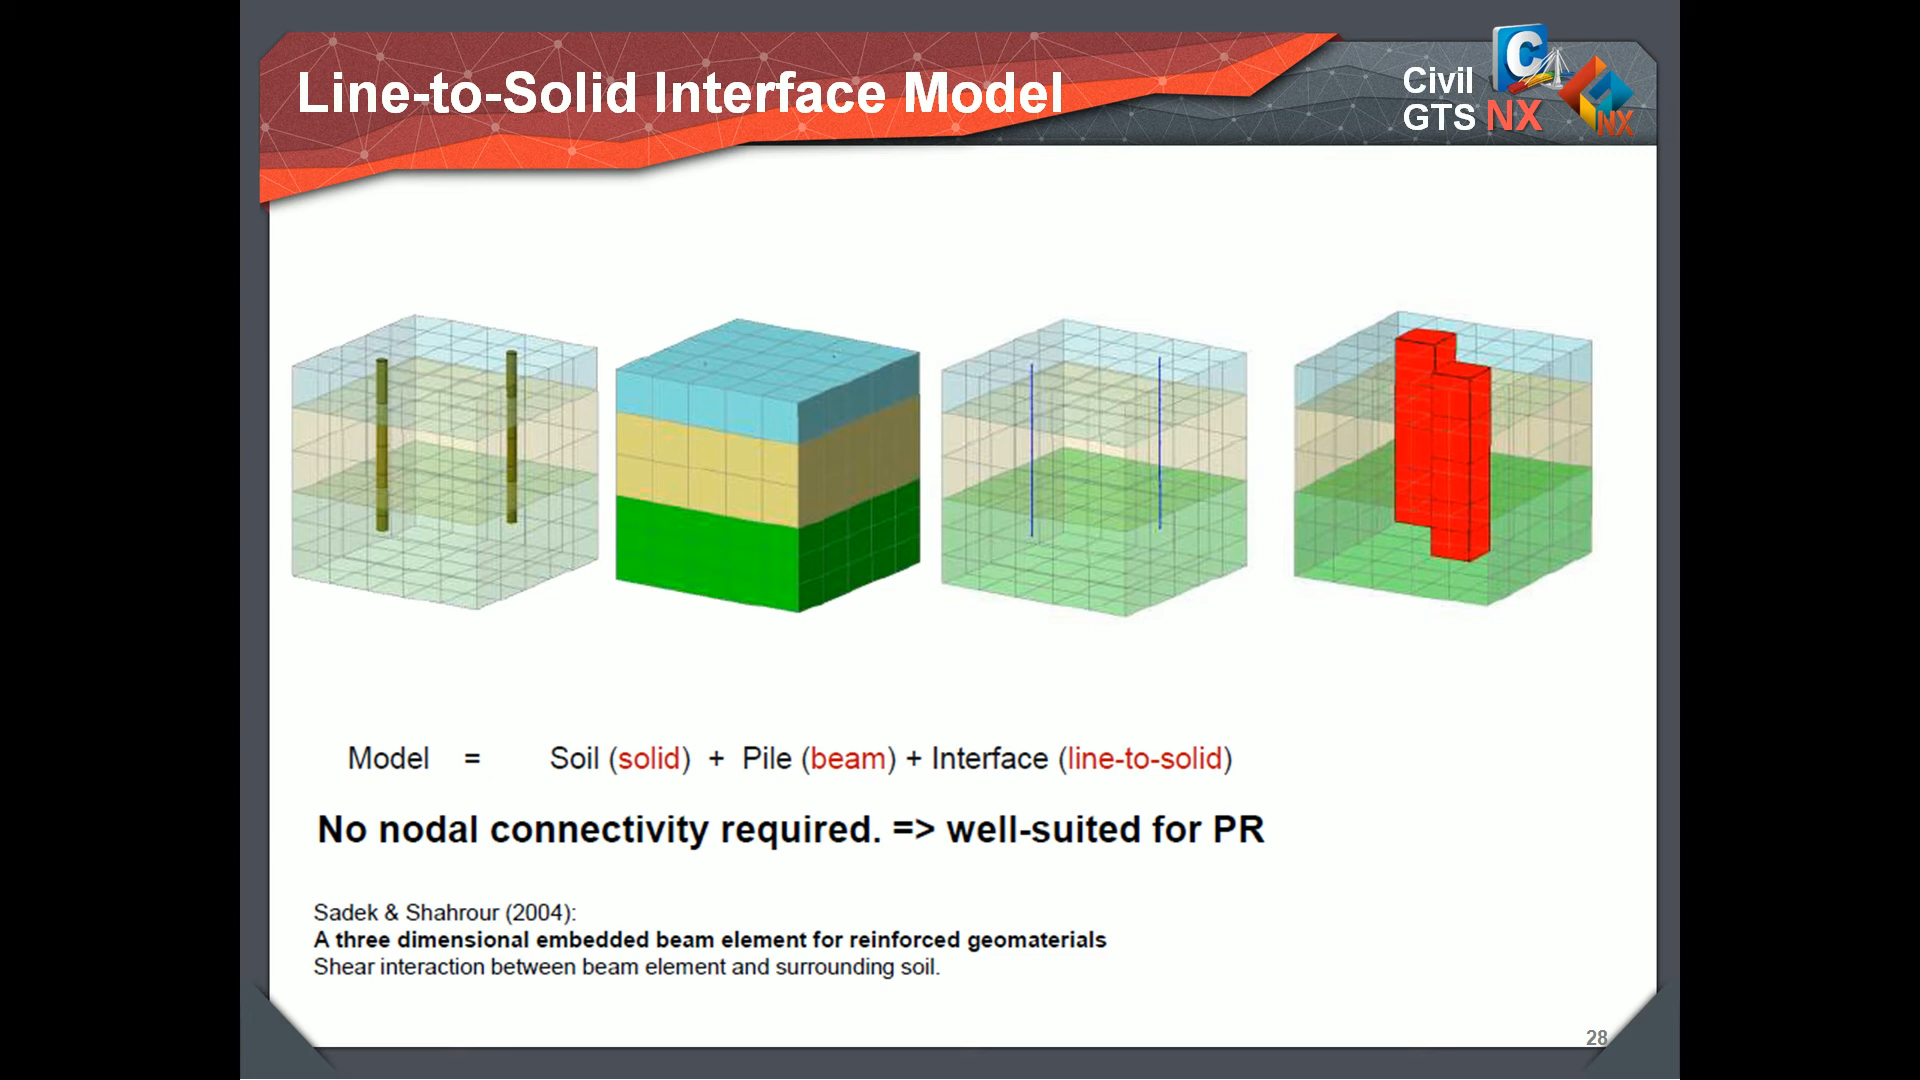 Line-to-Solid Interface Model
Civil
GTS NX
C
NX
Model = Soil (solid) + Pile (beam) + Interface (line-to-solid)
No nodal connectivity required. => well-suited for PR
Sadek & Shahrour (2004):
A three dimensional embedded beam element for reinforced geomaterials
Shear interaction between beam element and surrounding soil.
28